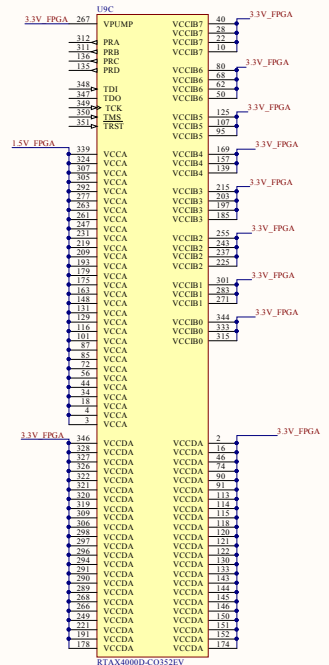 U9C
3.3V_FPGA 267 VPUMP
312 PRA
311 PRB
136 PRC
135 PRD
348 TDI
347 TDO
349 TCK
350 TMS
351 TRST
1.5V_FPGA
339 VCCA
324 VCCA
307 VCCA
305 VCCA
292 VCCA
277 VCCA
263 VCCA
261 VCCA
247 VCCA
231 VCCA
219 VCCA
209 VCCA
193 VCCA
179 VCCA
175 VCCA
163 VCCA
148 VCCA
131 VCCA
129 VCCA
116 VCCA
101 VCCA
87 VCCA
85 VCCA
72 VCCA
56 VCCA
44 VCCA
34 VCCA
18 VCCA
4 VCCA
3 VCCA
3.3V_FPGA
346 VCCDA
328 VCCDA
327 VCCDA
326 VCCDA
322 VCCDA
321 VCCDA
320 VCCDA
319 VCCDA
309 VCCDA
306 VCCDA
298 VCCDA
297 VCCDA
296 VCCDA
294 VCCDA
291 VCCDA
290 VCCDA
289 VCCDA
268 VCCDA
266 VCCDA
249 VCCDA
221 VCCDA
191 VCCDA
178 VCCDA
3.3V_FPGA
VCCIB7 40
VCCIB7 28
VCCIB7 22
VCCIB7 10
3.3V_FPGA
VCCIB6 80
VCCIB6 68
VCCIB6 62
VCCIB6 50
3.3V_FPGA
VCCIB5 125
VCCIB5 107
VCCIB5 95
3.3V_FPGA
VCCIB4 169
VCCIB4 157
VCCIB4 139
3.3V_FPGA
VCCIB3 215
VCCIB3 203
VCCIB3 197
VCCIB3 185
3.3V_FPGA
VCCIB2 255
VCCIB2 243
VCCIB2 237
VCCIB2 225
3.3V_FPGA
VCCIB1 301
VCCIB1 283
VCCIB1 271
3.3V_FPGA
VCCIB0 344
VCCIB0 333
VCCIB0 315
3.3V_FPGA
VCCDA 2
VCCDA 16
VCCDA 46
VCCDA 74
VCCDA 90
VCCDA 91
VCCDA 113
VCCDA 114
VCCDA 115
VCCDA 118
VCCDA 120
VCCDA 121
VCCDA 122
VCCDA 130
VCCDA 133
VCCDA 143
VCCDA 144
VCCDA 145
VCCDA 146
VCCDA 150
VCCDA 151
VCCDA 152
VCCDA 174
RTAX4000D-CQ352EV